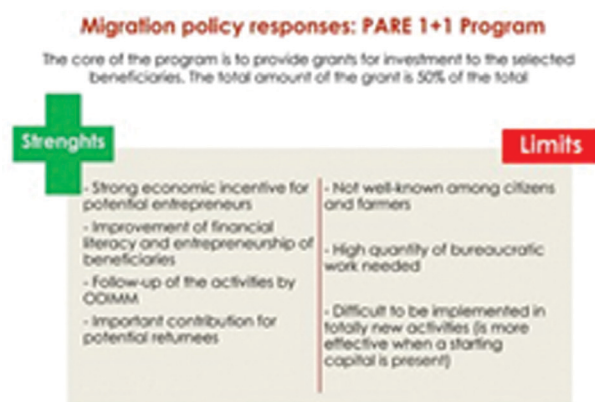 Migration policy responses: PARE 1+1 Program
The core of the program is to provide grants for investment to the selected
beneficiaries. The total amount of the grant is 50% of the total
Strenghts
Limits
- Strong economic incentive for
potential entrepreneurs
- Improvement of financial
literacy and entrepreneurship of
beneficiaries
- Follow-up of the activities by
ODIMM
- Important contribution for
potential returnees
- Not well-known among citizens
and farmers
- High quantity of bureaucratic
work needed
- Difficult to be implemented in
totally new activities (is more
effective when a starting
capital is present)